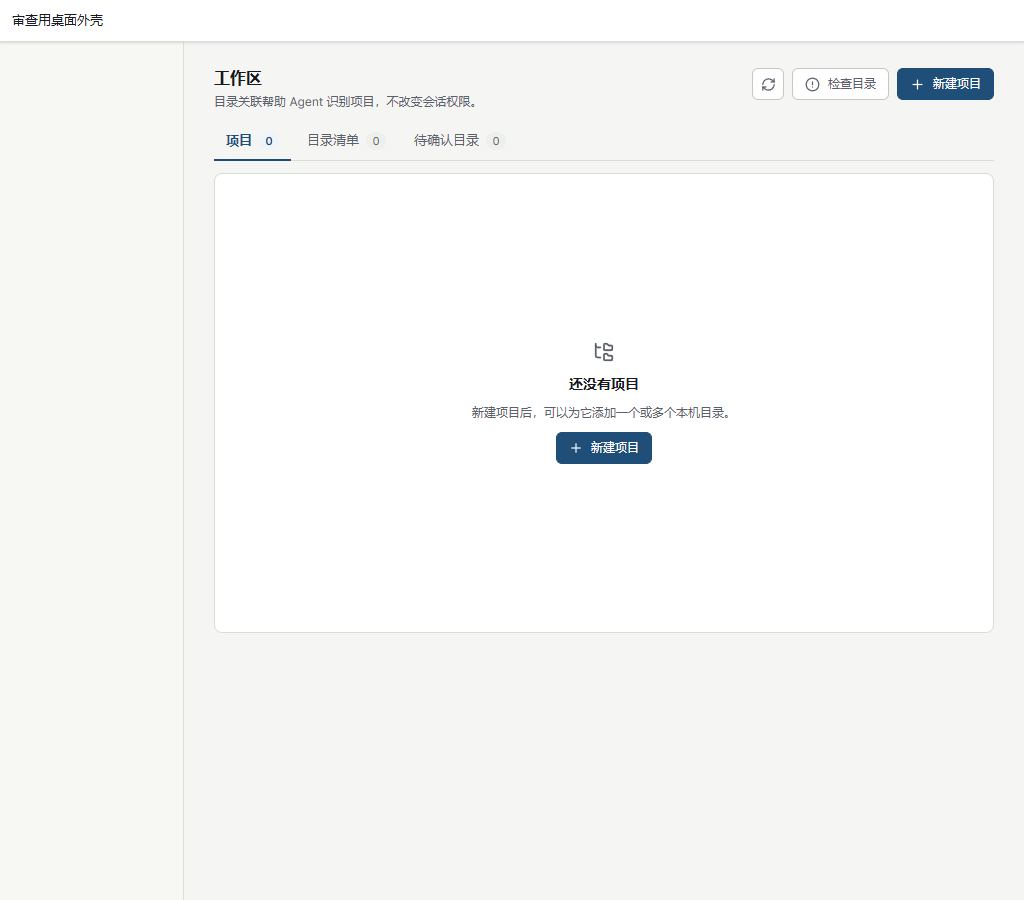 审查用桌面外壳
工作区
目录关联帮助 Agent 识别项目，不改变会话权限。
检查目录
新建项目
项目 0 目录清单 0 待确认目录 0
还没有项目
新建项目后，可以为它添加一个或多个本机目录。
新建项目